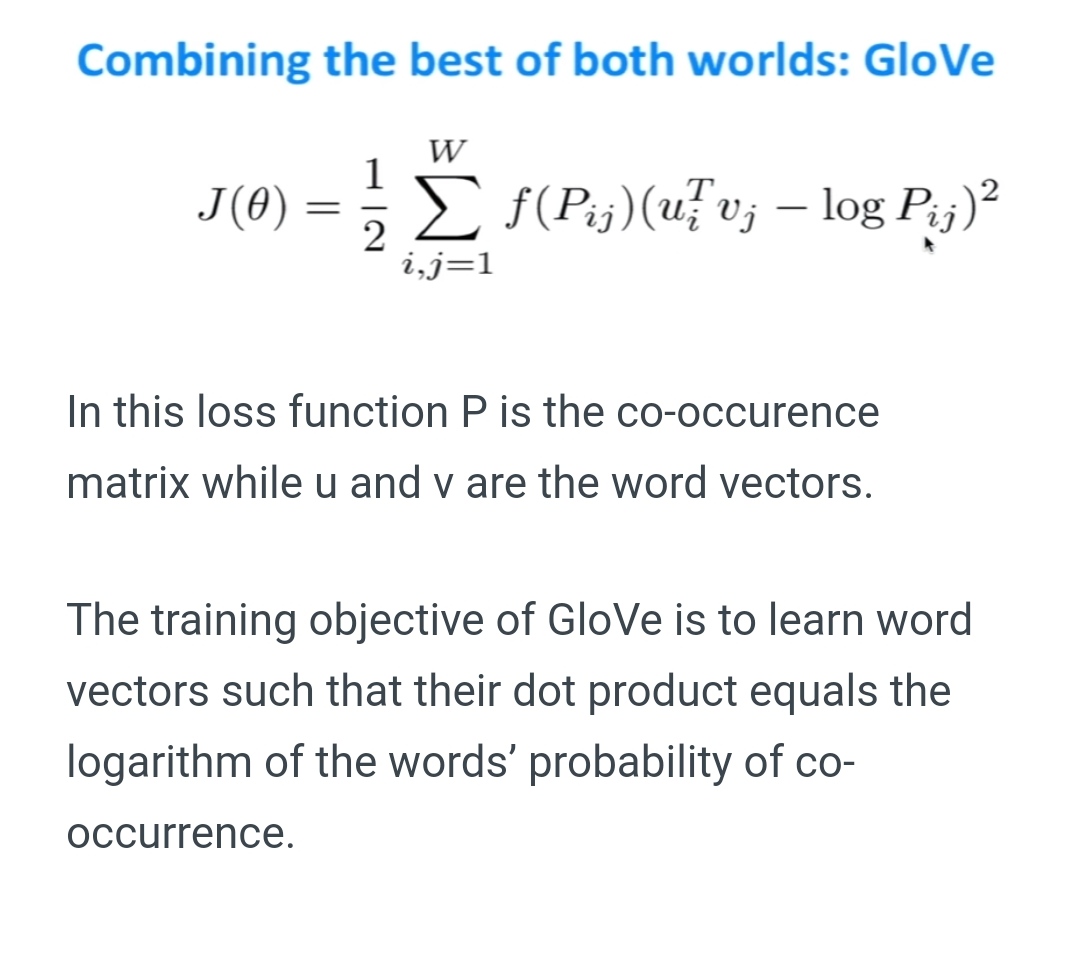 Combining the best of both worlds: GloVe
J(θ) = \frac{1}{2} \sum_{i,j=1}^{W} f(P_{ij})(u_i^T v_j − log P_{ij})^2
In this loss function P is the co-occurence
matrix while u and v are the word vectors.
The training objective of GloVe is to learn word
vectors such that their dot product equals the
logarithm of the words’ probability of co-
occurrence.